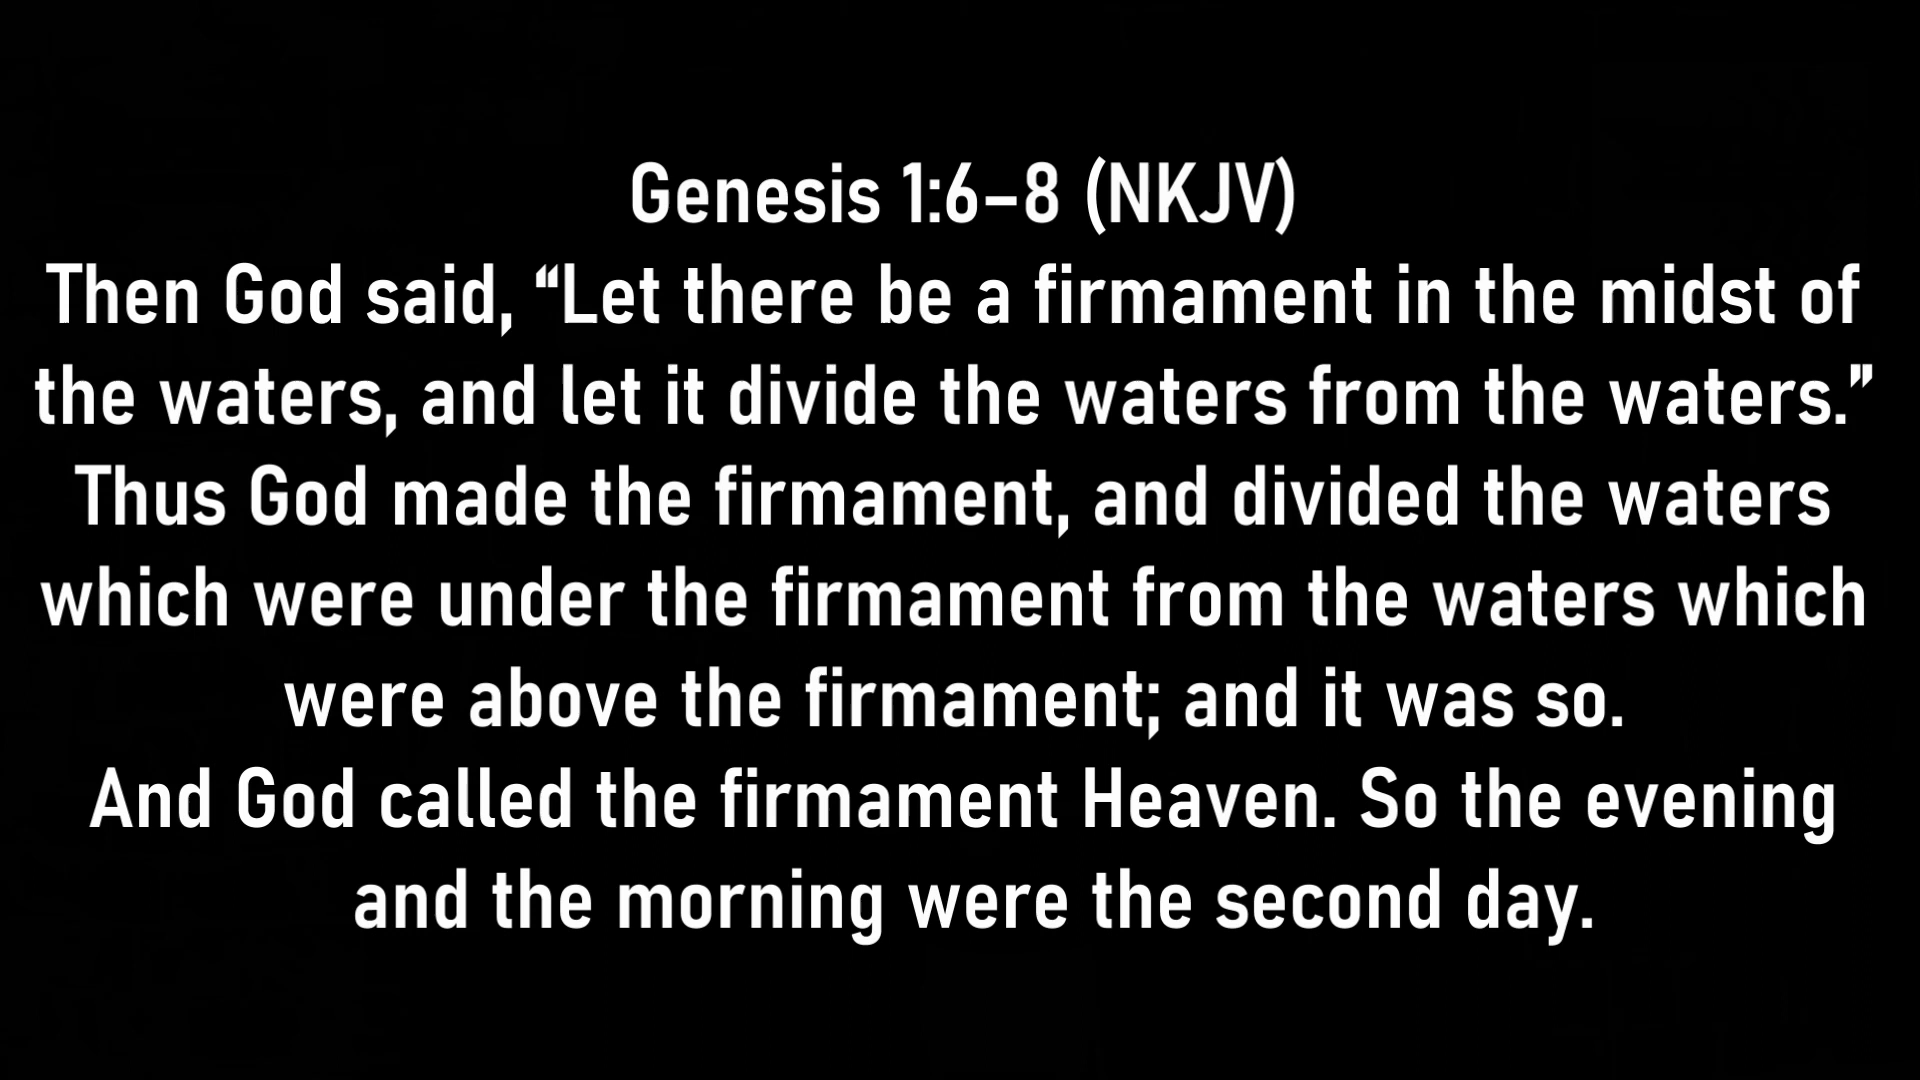 Genesis 1:6–8 (NKJV)
Then God said, “Let there be a firmament in the midst of
the waters, and let it divide the waters from the waters.”
Thus God made the firmament, and divided the waters
which were under the firmament from the waters which
were above the firmament; and it was so.
And God called the firmament Heaven. So the evening
and the morning were the second day.